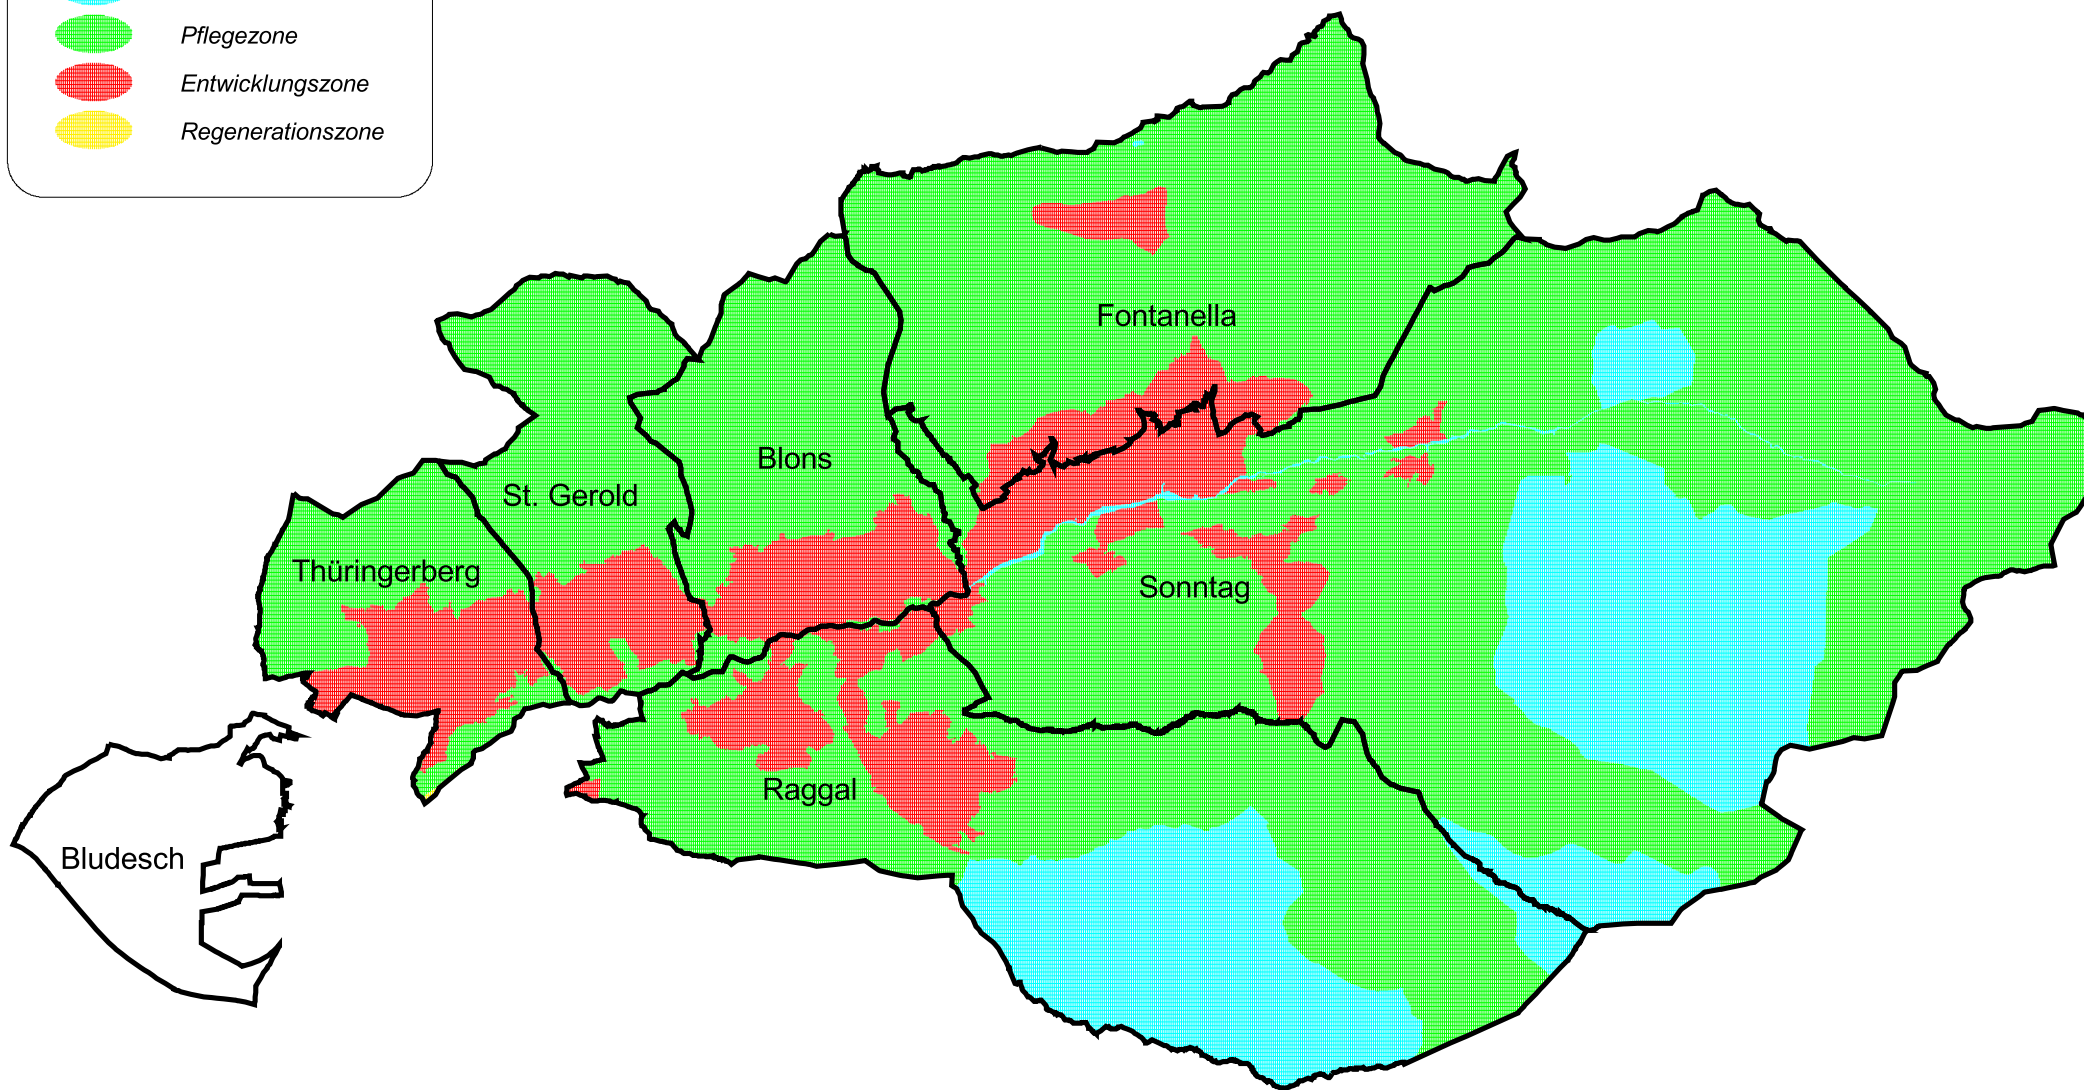 Pflegezone
Entwicklungszone
Regenerationszone
Fontanella
Blons
St. Gerold
Thüringerberg
Sonntag
Raggal
Bludesch